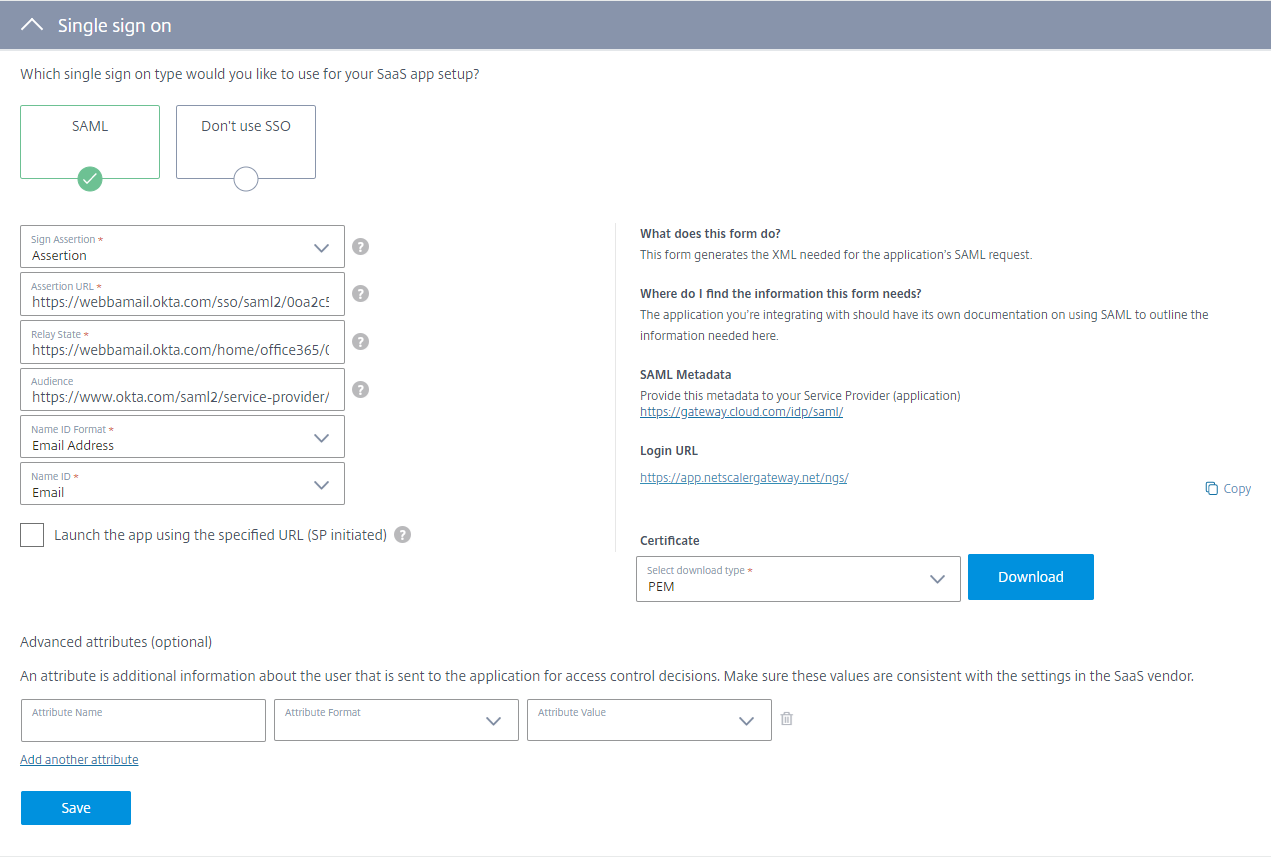 Single sign on
Which single sign on type would you like to use for your SaaS app setup?
SAML
Don't use SSO
Sign Assertion *
Assertion
?
Assertion URL *
https://webbamail.okta.com/sso/saml2/0oa2c5
?
Relay State *
https://webbamail.okta.com/home/office365/0
?
Audience
https://www.okta.com/saml2/service-provider/
?
Name ID Format *
Email Address
Name ID *
Email
Launch the app using the specified URL (SP initiated) ?
What does this form do?
This form generates the XML needed for the application's SAML request.
Where do I find the information this form needs?
The application you're integrating with should have its own documentation on using SAML to outline the
information needed here.
SAML Metadata
Provide this metadata to your Service Provider (application)
https://gateway.cloud.com/idp/saml/
Login URL
https://app.netscalergateway.net/ngs/
Copy
Certificate
Select download type *
PEM
Download
Advanced attributes (optional)
An attribute is additional information about the user that is sent to the application for access control decisions. Make sure these values are consistent with the settings in the SaaS vendor.
Attribute Name
Attribute Format
Attribute Value
Add another attribute
Save